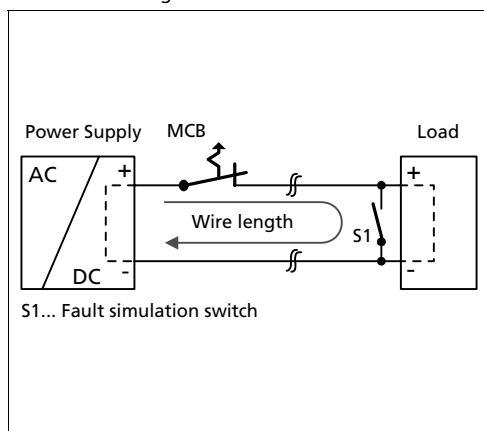 Power Supply MCB Load
AC + +
Wire length
S1
DC - -
S1... Fault simulation switch